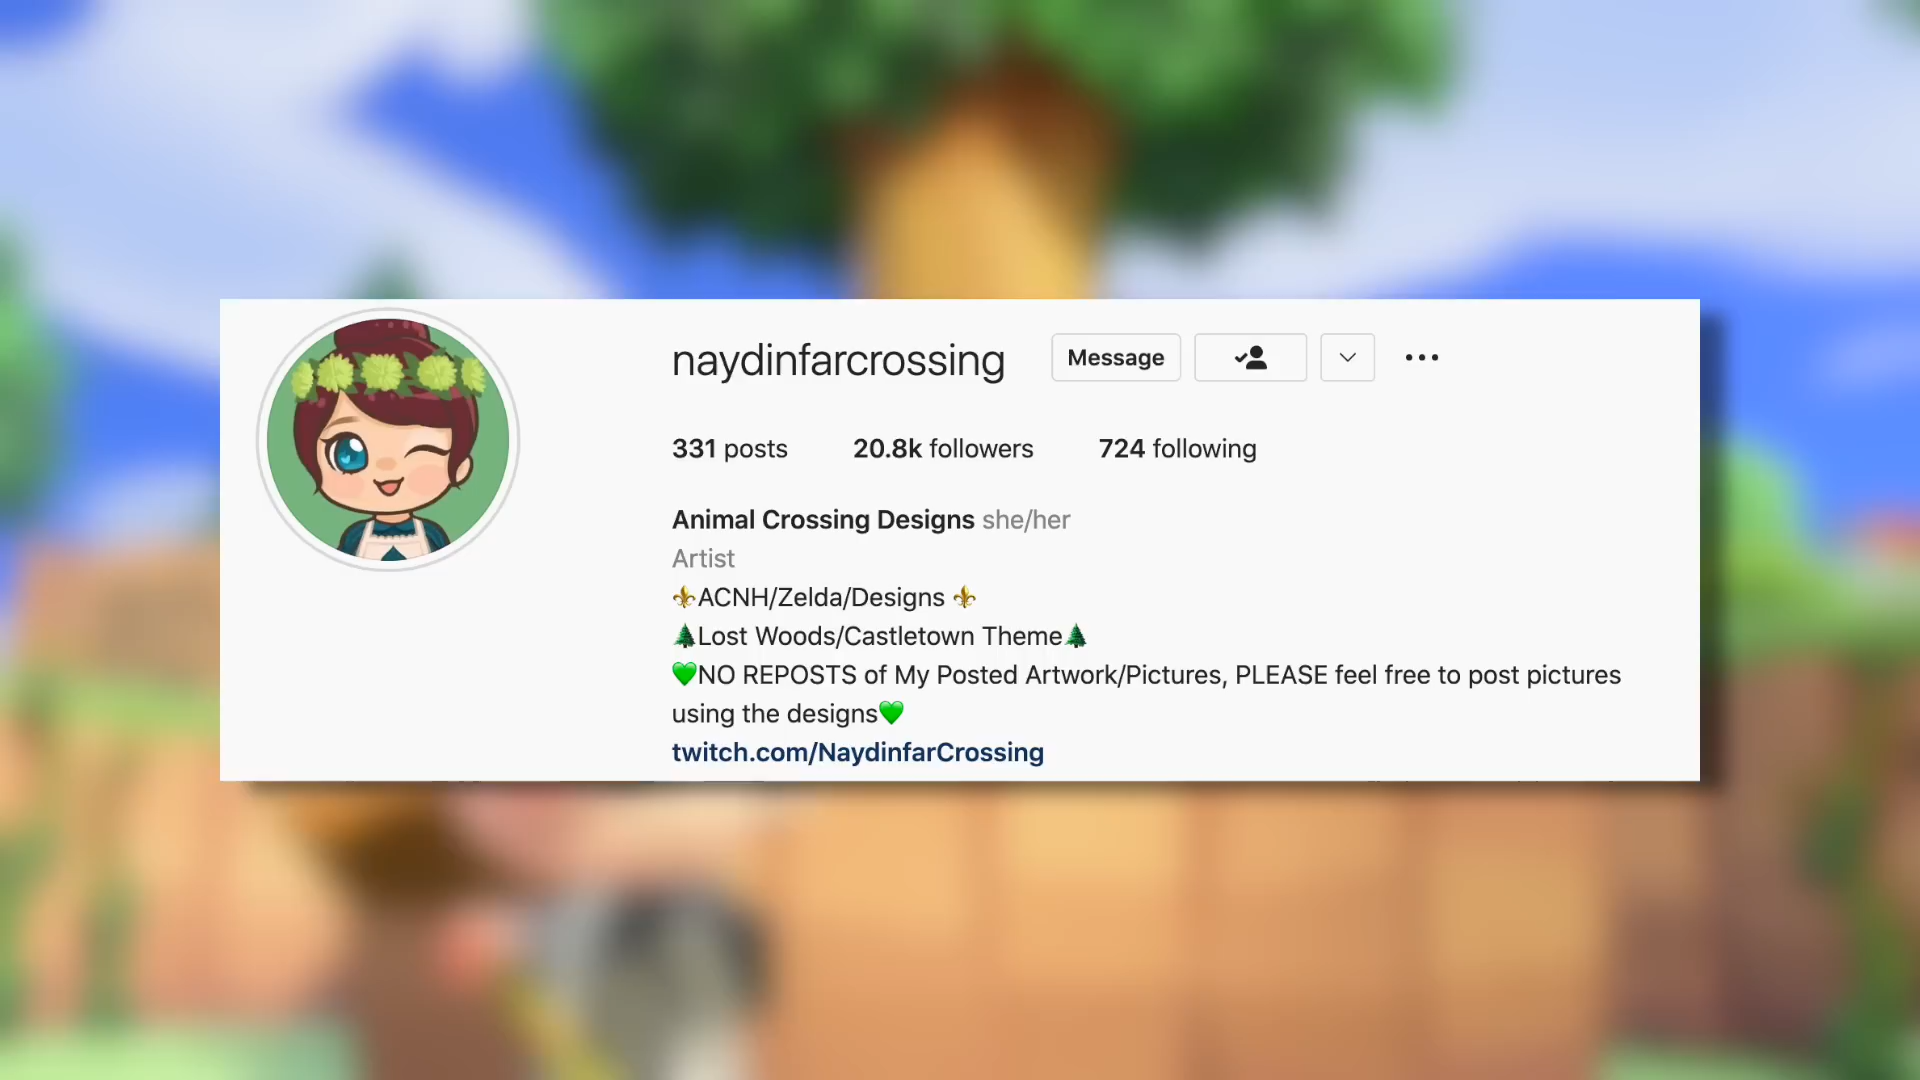 naydinfarcrossing Message
331 posts 20.8k followers 724 following
Animal Crossing Designs she/her
Artist
⚜️ACNH/Zelda/Designs ⚜️
🌲Lost Woods/Castletown Theme🌲
💚NO REPOSTS of My Posted Artwork/Pictures, PLEASE feel free to post pictures
using the designs💚
twitch.com/NaydinfarCrossing